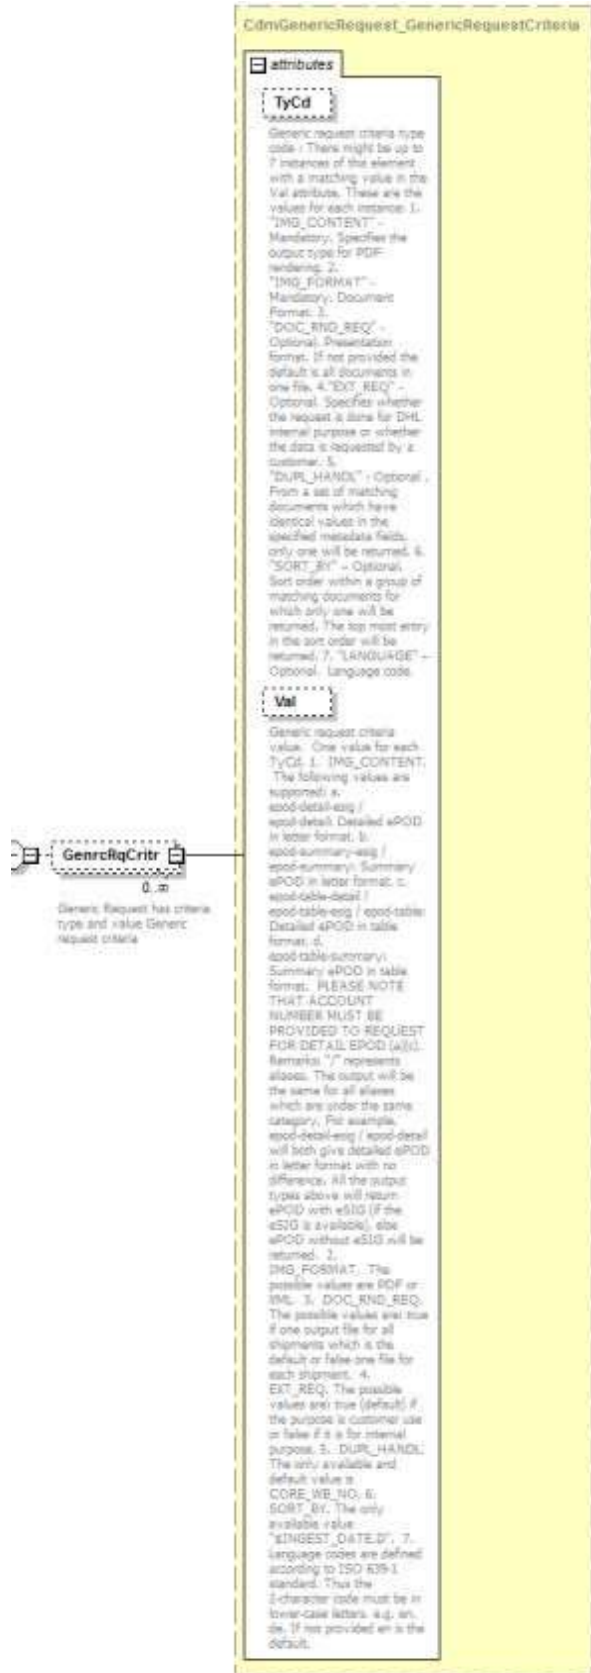 CdmGenericRequest_GenericRequestCriteria
attributes
TyCd
Generic request criteria type
code : There might be up to
7 instances of this element
with a matching value in the
Val attribute. These are the
values for each instance: 1.
"IMG_CONTENT" -
Mandatory. Specifies the
output type for PDF
rendering. 2.
"IMG_FORMAT" -
Mandatory. Document
Format. 3.
"DOC_RND_REQ" -
Optional. Presentation
format. If not provided the
default is all documents in
one file. 4."EXT_REQ" –
Optional. Specifies whether
the request is done for DHL
internal purpose or whether
the data is requested by a
customer. 5.
"DUPL_HANDL" - Optional .
From a set of matching
documents which have
identical values in the
specified metadata fields,
only one will be returned. 6.
"SORT_BY" – Optional.
Sort order within a group of
matching documents for
which only one will be
returned. The top most entry
in the sort order will be
returned. 7. "LANGUAGE" –
Optional. Language code.
Val
Generic request criteria
value. One value for each
TyCd. 1. IMG_CONTENT.
The following values are
supported: a.
epod-detail-esig /
epod-detail: Detailed ePOD
in letter format. b.
epod-summary-esig /
epod-summary: Summary
ePOD in letter format. c.
epod-table-detail /
epod-table-esig / epod-table:
Detailed ePOD in table
format. d.
epod-table-summary:
Summary ePOD in table
format. PLEASE NOTE
THAT ACCOUNT
NUMBER MUST BE
PROVIDED TO REQUEST
FOR DETAIL EPOD (a)(c).
Remarks: "/" represents
aliases. The output will be
the same for all aliases
which are under the same
category. For example,
epod-detail-esig / epod-detail
will both give detailed ePOD
in letter format with no
difference. All the output
types above will return
ePOD with eSIG (if the
eSIG is available), else
ePOD without eSIG will be
returned. 2.
IMG_FORMAT. The
possible values are PDF or
XML. 3. DOC_RND_REQ.
The possible values are: true
if one output file for all
shipments which is the
default or false one file for
each shipment. 4.
EXT_REQ. The possible
values are: true (default) if
the purpose is customer use
or false if it is for internal
purpose. 5. DUPL_HANDL.
The only available and
default value is
CORE_WB_NO. 6.
SORT_BY. The only
available value
"$INGEST_DATE,D". 7.
Language codes are defined
according to ISO 639-1
standard. Thus the
2-character code must be in
lower-case letters. e.g. en,
de. If not provided en is the
default.
GenrcRqCritr
0..∞
Generic Request has criteria
type and value Generic
request criteria